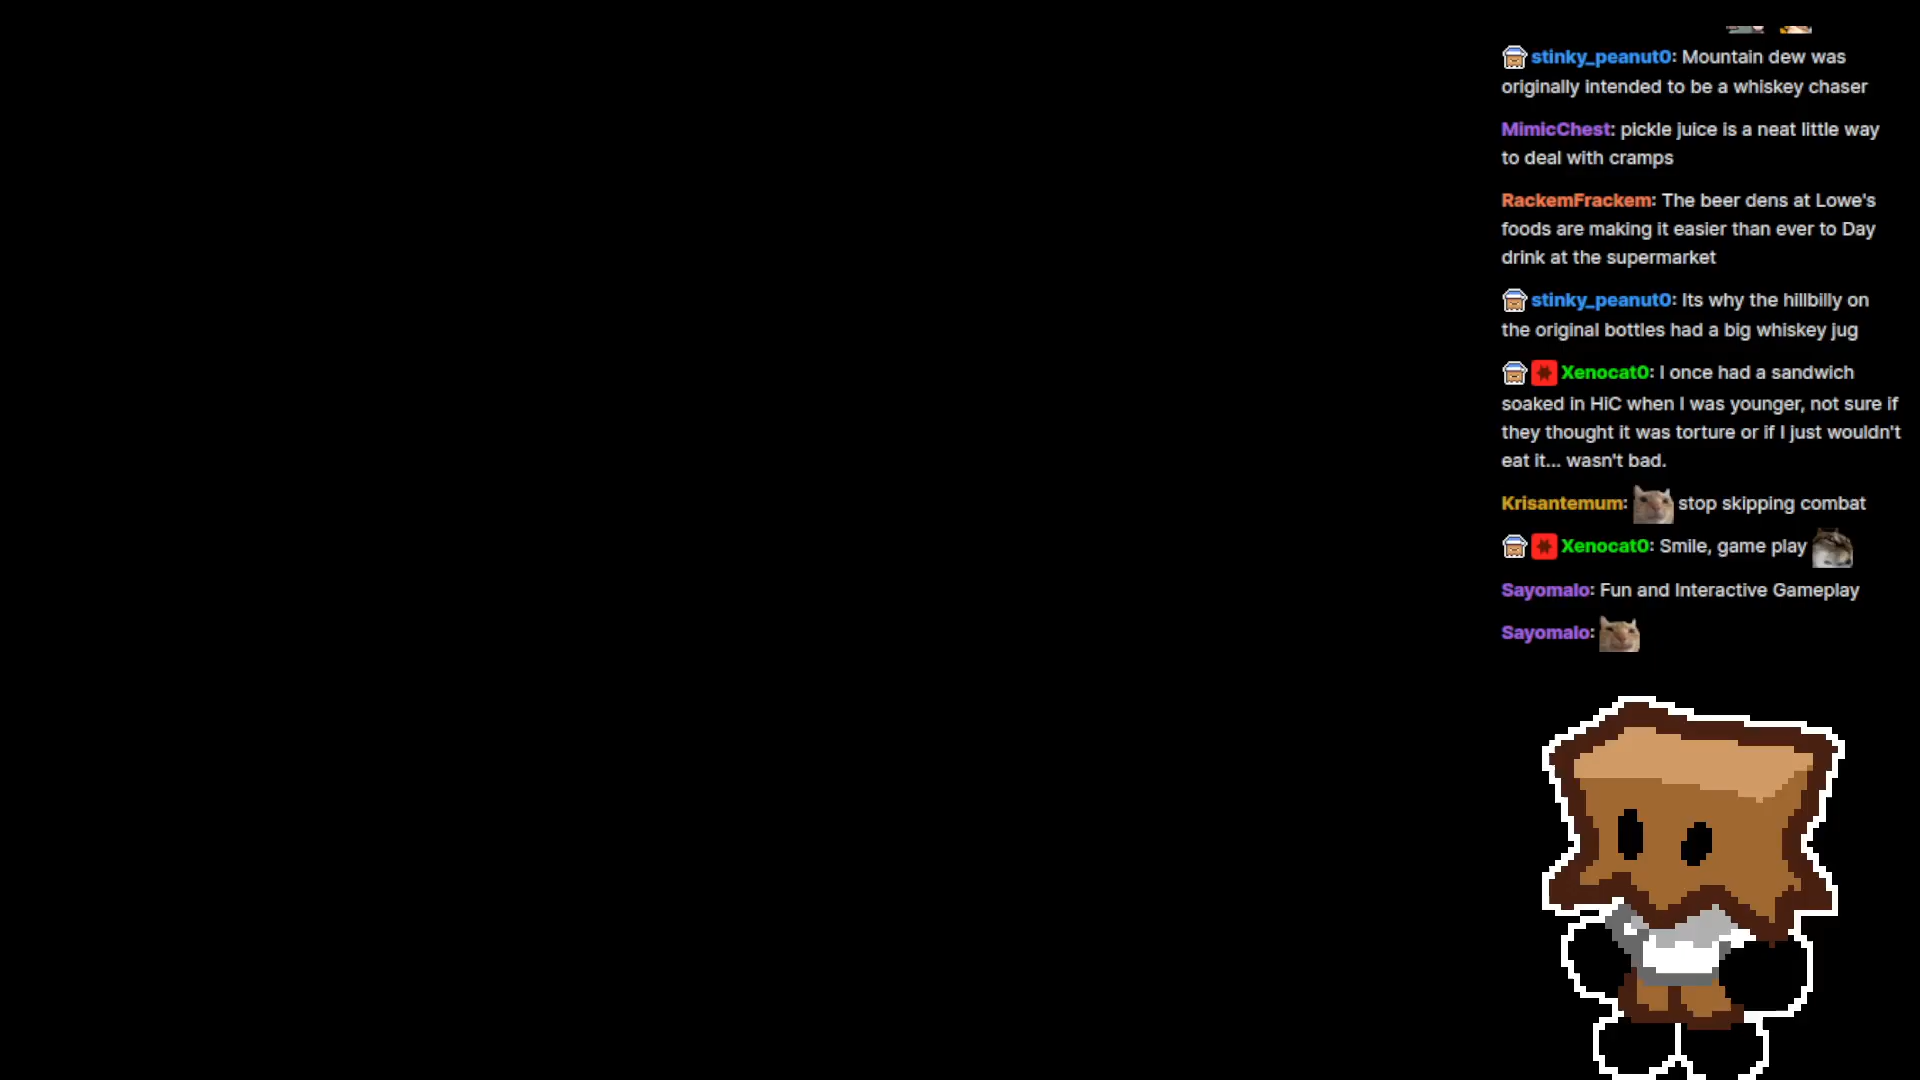 stinky_peanut0: Mountain dew was
originally intended to be a whiskey chaser
MimicChest: pickle juice is a neat little way
to deal with cramps
RackemFrackem: The beer dens at Lowe's
foods are making it easier than ever to Day
drink at the supermarket
stinky_peanut0: Its why the hillbilly on
the original bottles had a big whiskey jug
Xenocat0: I once had a sandwich
soaked in HiC when I was younger, not sure if
they thought it was torture or if I just wouldn't
eat it... wasn't bad.
Krisantemum: stop skipping combat
Xenocat0: Smile, game play
Sayomalo: Fun and Interactive Gameplay
Sayomalo: